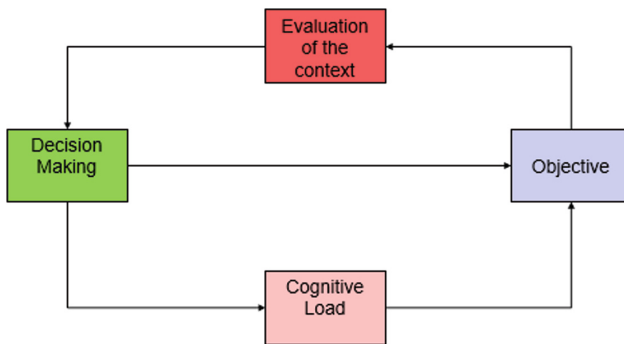 Evaluation
of the
context
Decision
Making
Objective
Cognitive
Load